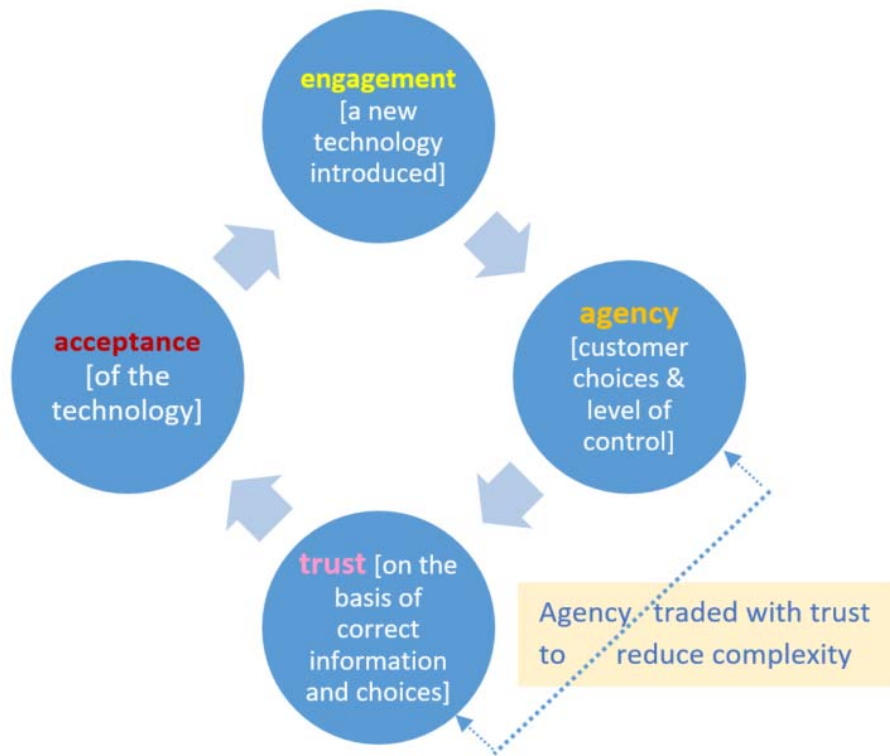 engagement
[a new
technology
introduced]
agency
[customer
choices &
level of
control]
trust [on the
basis of
correct
information
and choices]
acceptance
[of the
technology]
Agency traded with trust
to reduce complexity